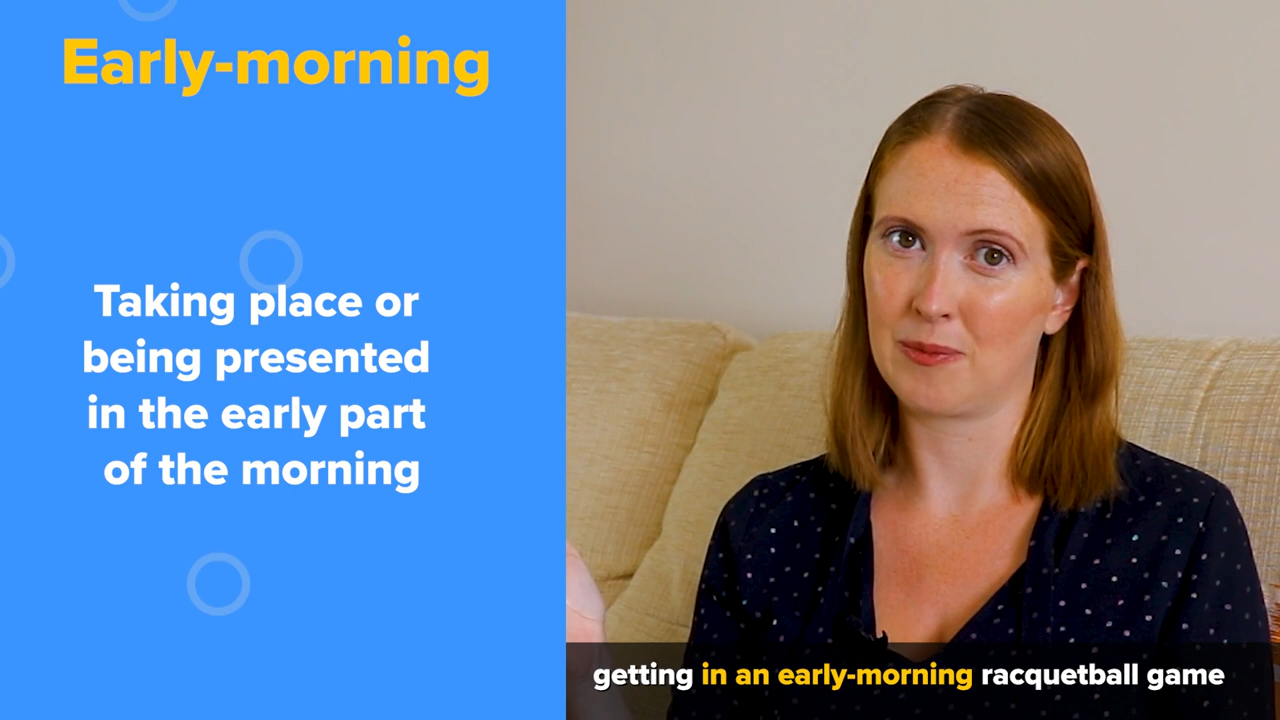 Early-morning
Taking place or
being presented
in the early part
of the morning
getting in an early-morning racquetball game